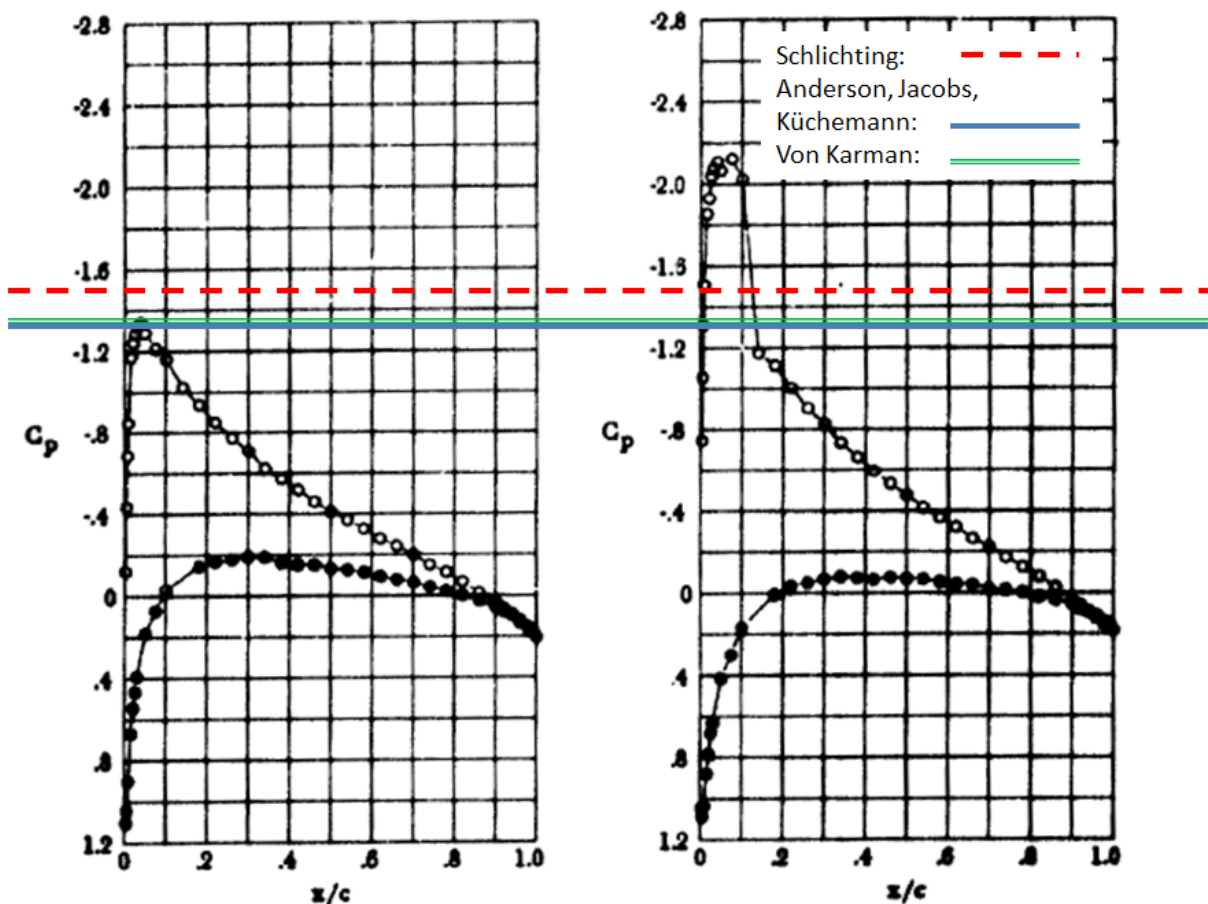 -2.8
-2.4
-2.0
-1.6
-1.2
-.8
-.4
0
.4
.8
1.2
Cp
0 .2 .4 .6 .8 1.0
x/c
-2.8
-2.4
-2.0
-1.6
-1.2
-.8
-.4
0
.4
.8
1.2
Cp
0 .2 .4 .6 .8 1.0
x/c
Schlichting:
Anderson, Jacobs,
Küchemann:
Von Karman: